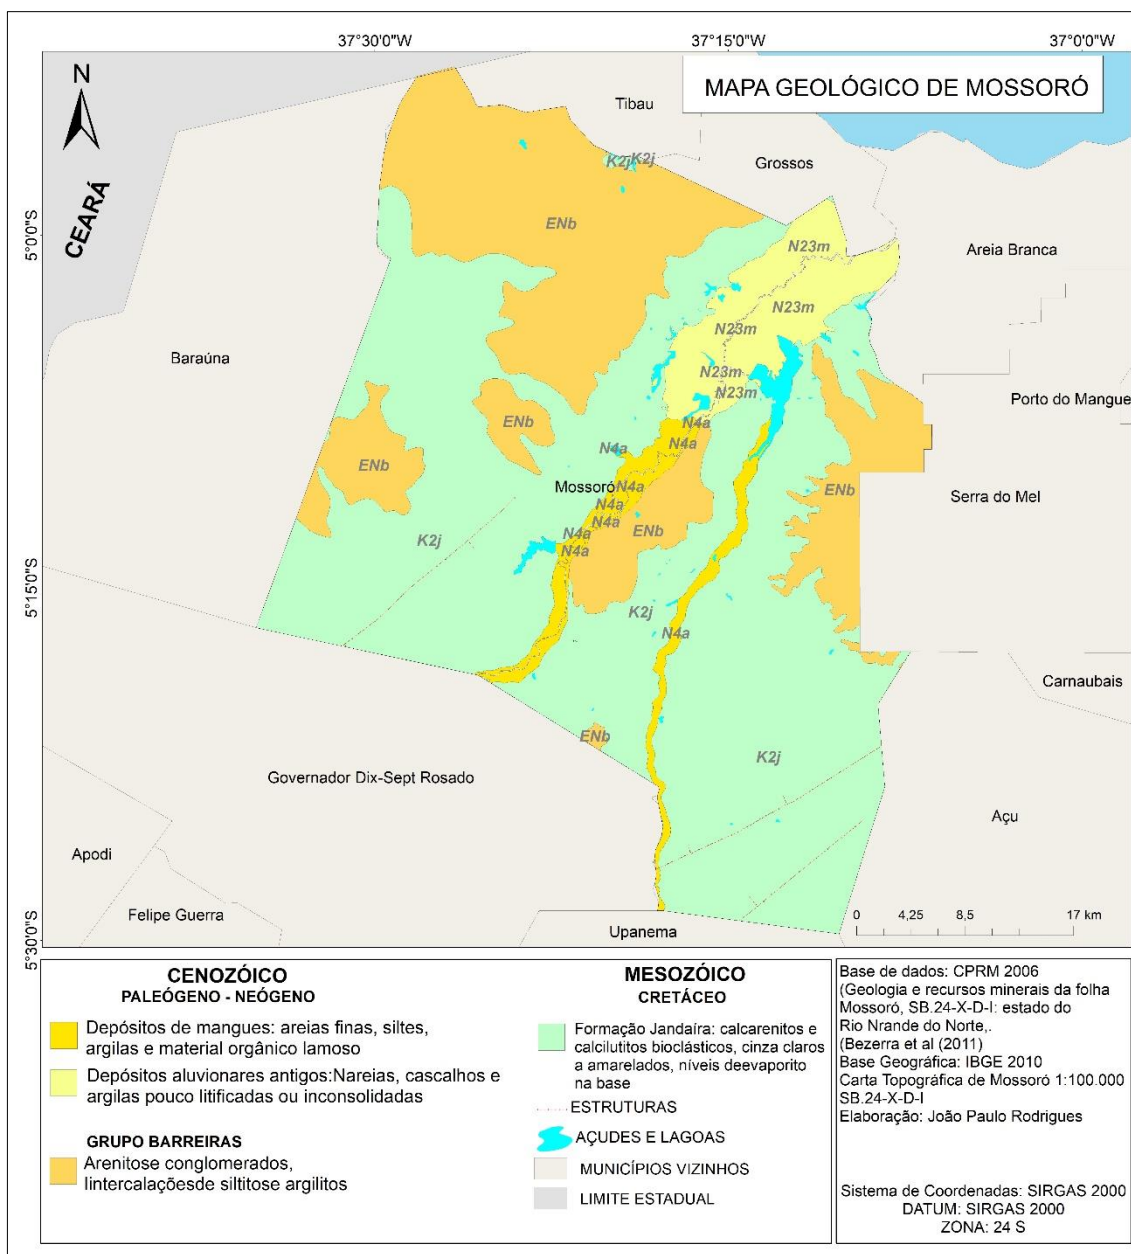 37°30'0"W
37°15'0"W
37°0'0"W
MAPA GEOLÓGICO DE MOSSORÓ
N
CEARÁ
Tibau
K2j
K2j
Grossos
5°0'0"S
ENb
N23m
Areia Branca
N23m
Baraúna
N23m
N23m
N23m
Porto do Mangue
ENb
N4a
ENb
N4a
N4a
Mossoró
N4a
ENb
Serra do Mel
N4a
N4a
N4a
ENb
K2j
N4a
5°15'0"S
K2j
N4a
Carnaubais
ENb
K2j
Governador Dix-Sept Rosado
Açu
Apodi
Felipe Guerra
Upanema
0 4,25 8,5 17 km
5°30'0"S
CENOZÓICO
PALEÓGENO - NEÓGENO
Depósitos de mangues: areias finas, siltes,
argilas e material orgânico lamoso
Depósitos aluvionares antigos:Nareias, cascalhos e
argilas pouco litificadas ou inconsolidadas
GRUPO BARREIRAS
Arenitose conglomerados,
lintercalaçõesde siltitose argilitos
MESOZÓICO
CRETÁCEO
Formação Jandaíra: calcarenitos e
calcilutitos bioclásticos, cinza claros
a amarelados, níveis deevaporito
na base
ESTRUTURAS
AÇUDES E LAGOAS
MUNICÍPIOS VIZINHOS
LIMITE ESTADUAL
Base de dados: CPRM 2006
(Geologia e recursos minerais da folha
Mossoró, SB.24-X-D-I: estado do
Rio Nrande do Norte,.
(Bezerra et al (2011)
Base Geográfica: IBGE 2010
Carta Topográfica de Mossoró 1:100.000
SB.24-X-D-I
Elaboração: João Paulo Rodrigues
Sistema de Coordenadas: SIRGAS 2000
DATUM: SIRGAS 2000
ZONA: 24 S